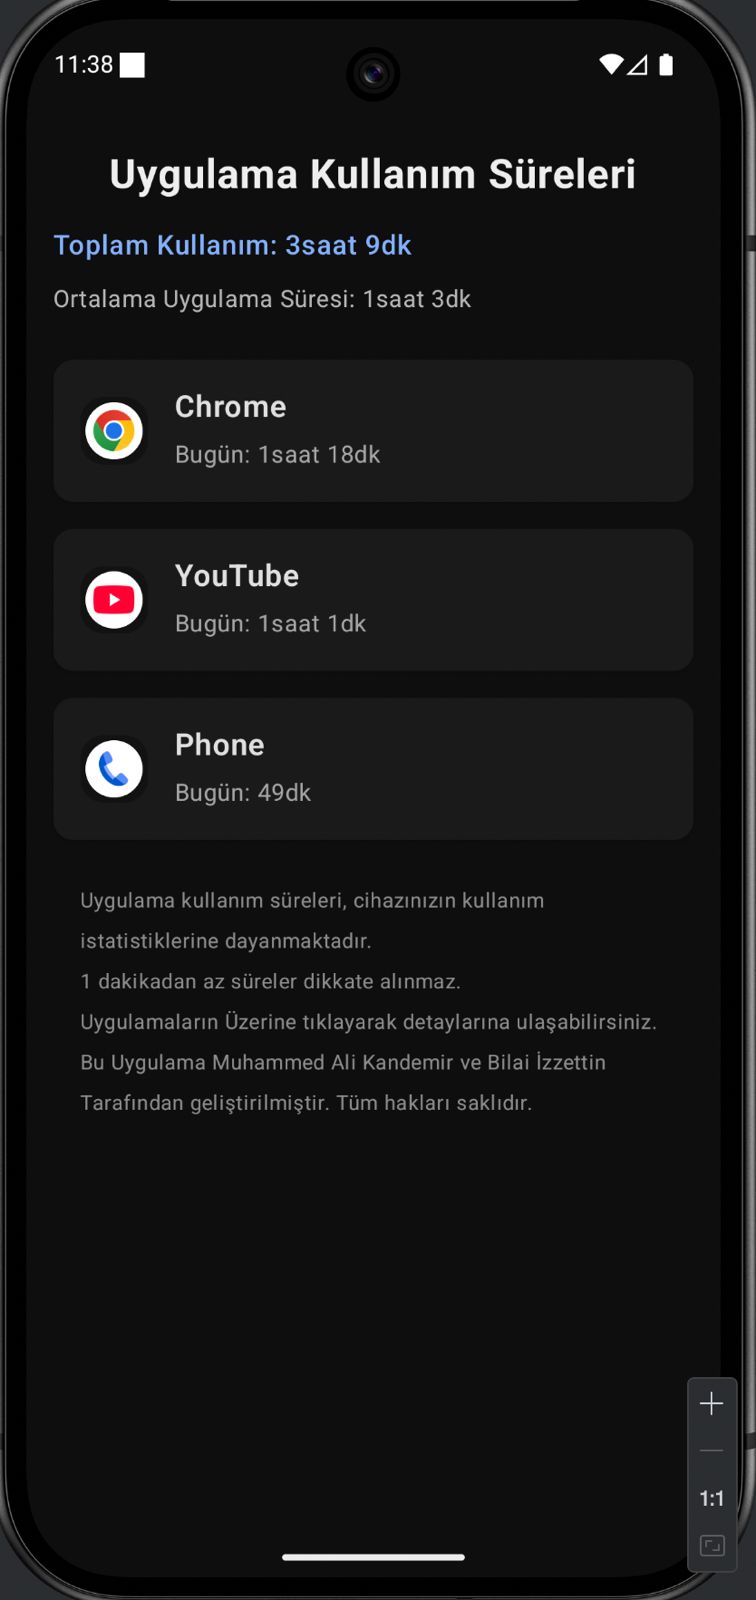 11:38
Uygulama Kullanım Süreleri
Toplam Kullanım: 3saat 9dk
Ortalama Uygulama Süresi: 1saat 3dk
Chrome
Bugün: 1saat 18dk
YouTube
Bugün: 1saat 1dk
Phone
Bugün: 49dk
Uygulama kullanım süreleri, cihazınızın kullanım
istatistiklerine dayanmaktadır.
1 dakikadan az süreler dikkate alınmaz.
Uygulamaların Üzerine tıklayarak detaylarına ulaşabilirsiniz.
Bu Uygulama Muhammed Ali Kandemir ve Bilai İzzettin
Tarafından geliştirilmiştir. Tüm hakları saklıdır.
1:1